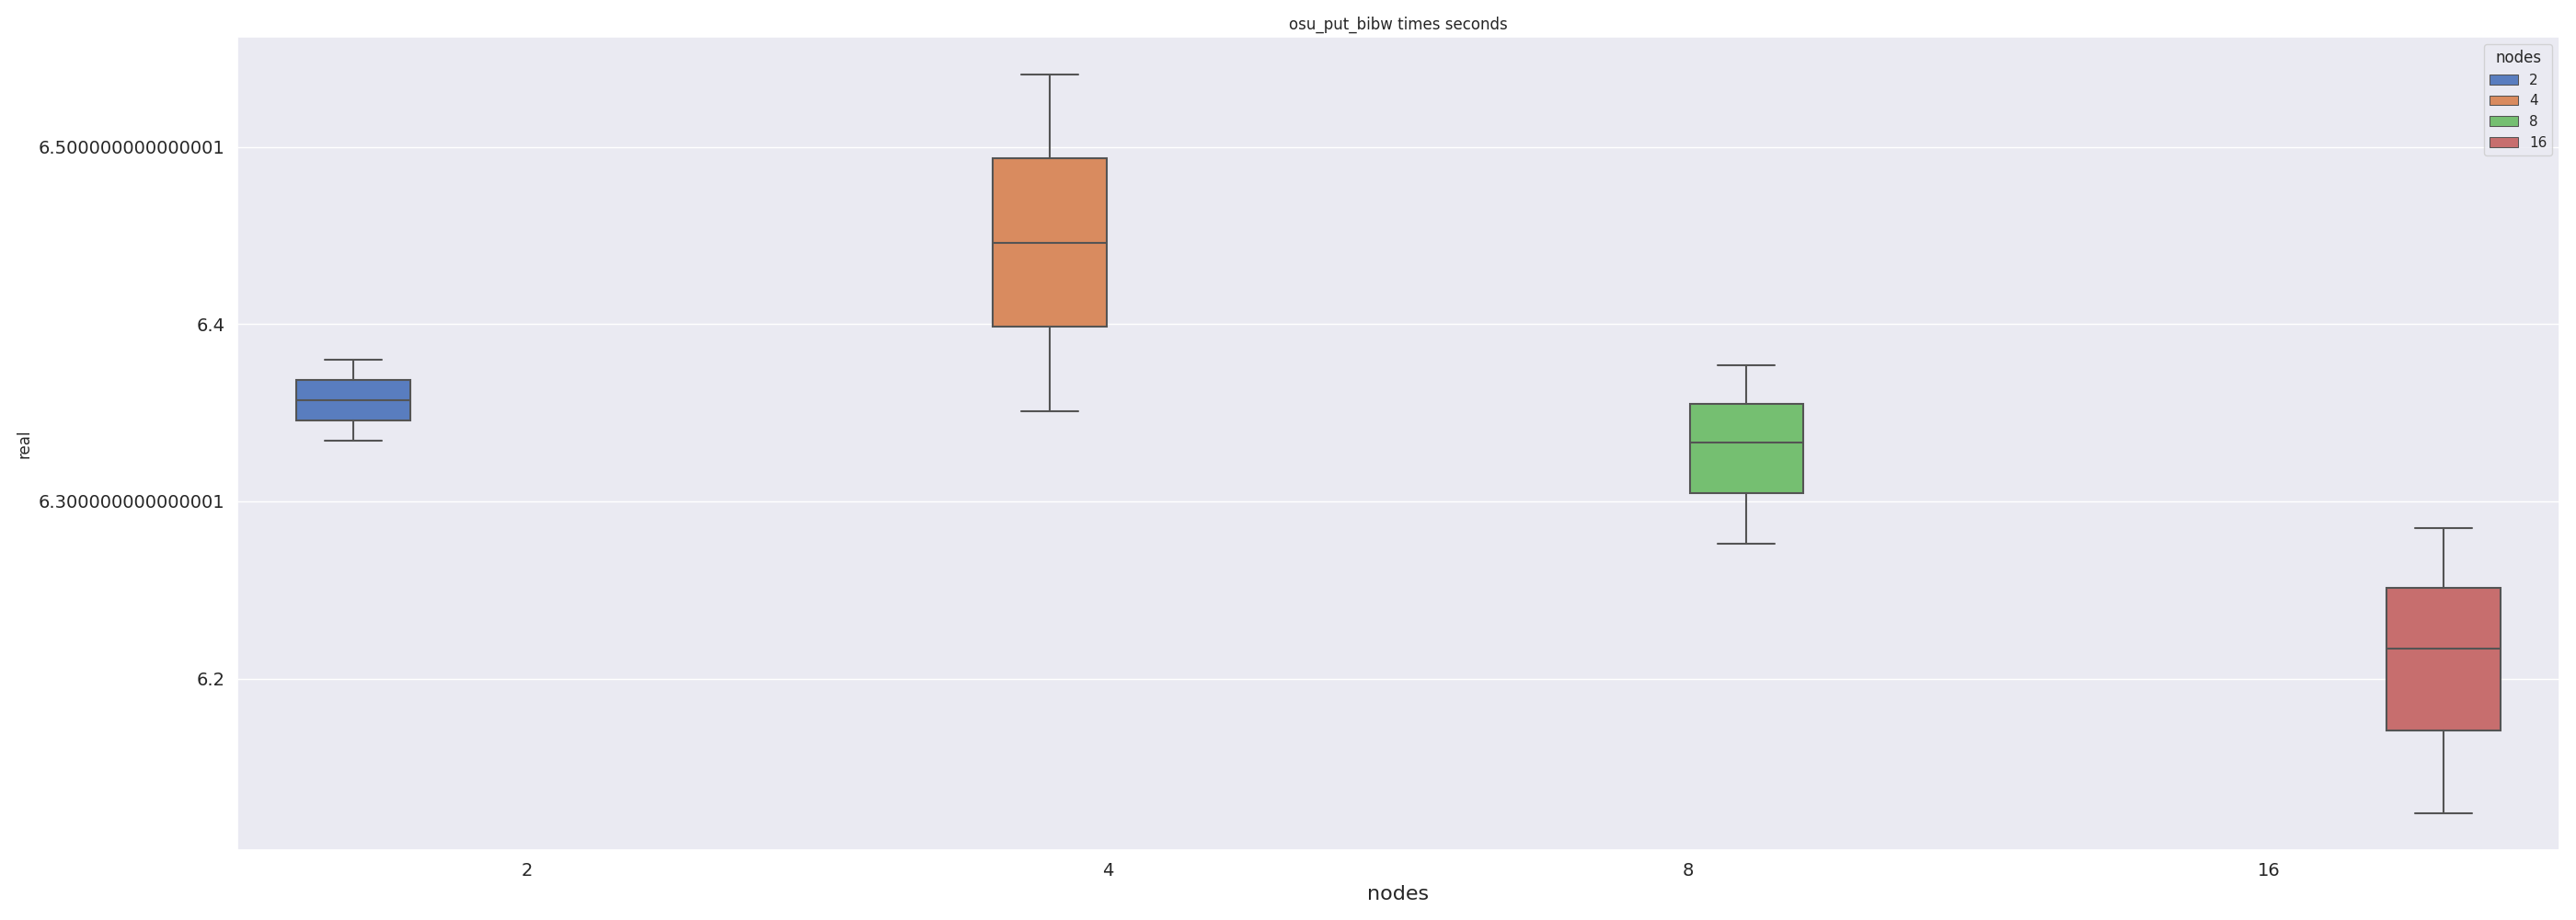 osu_put_bibw times seconds
nodes
2
4
8
16
6.500000000000001
6.4
6.300000000000001
6.2
real
2 4 8 16
nodes